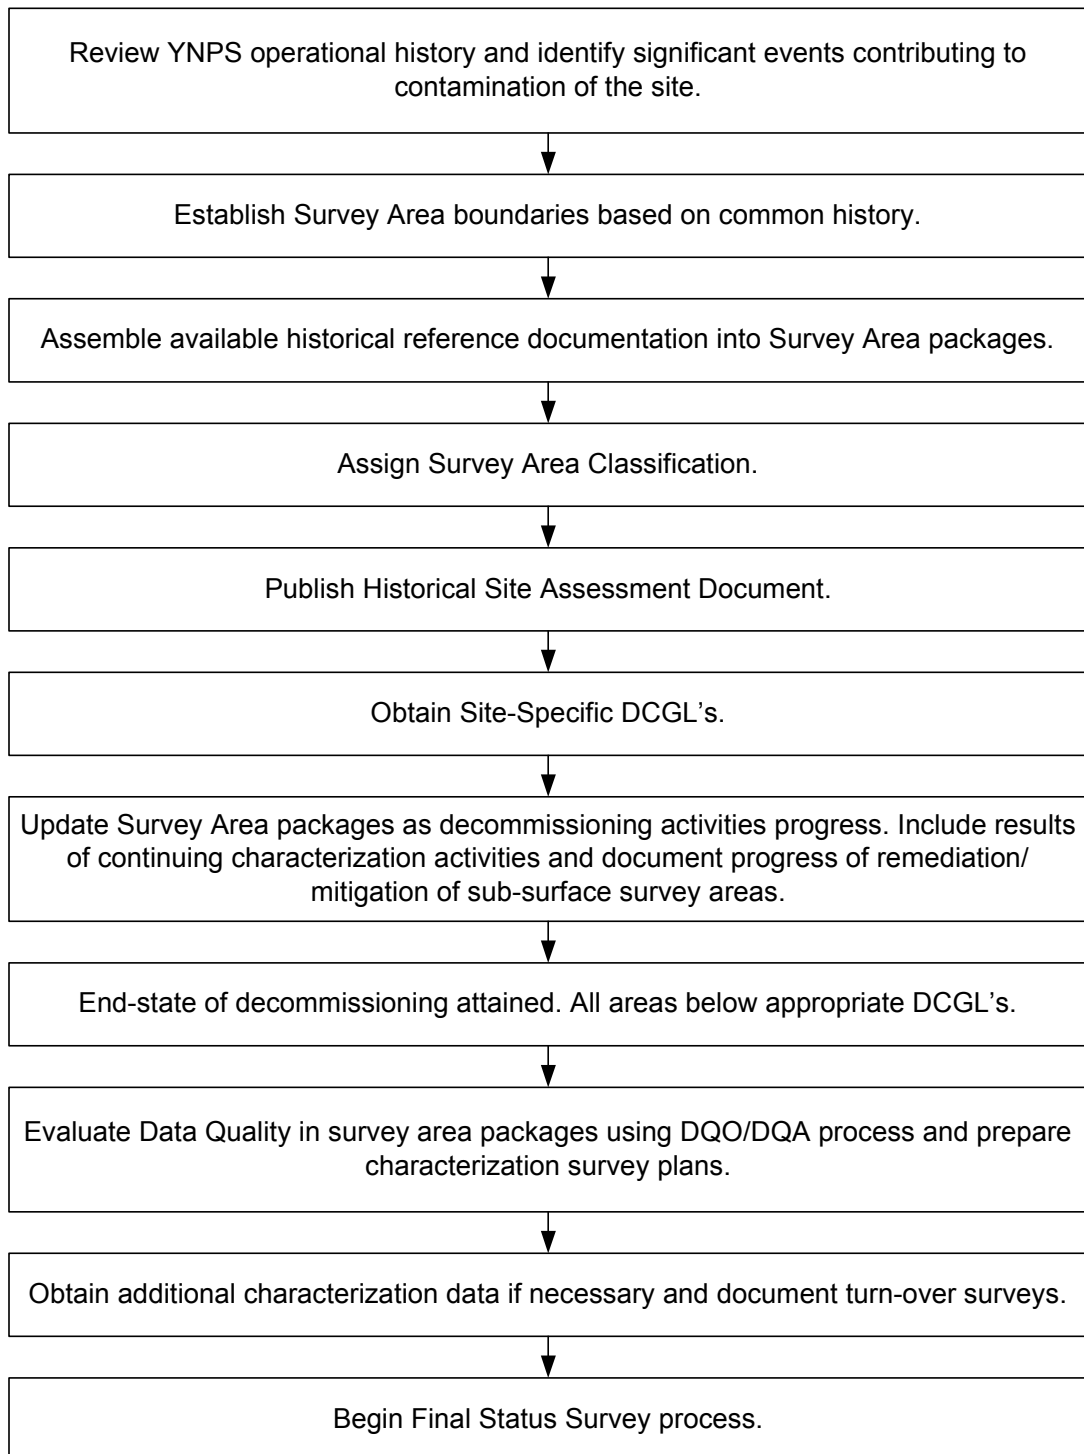 Review YNPS operational history and identify significant events contributing to
contamination of the site.
Establish Survey Area boundaries based on common history.
Assemble available historical reference documentation into Survey Area packages.
Assign Survey Area Classification.
Publish Historical Site Assessment Document.
Obtain Site-Specific DCGL's.
Update Survey Area packages as decommissioning activities progress. Include results
of continuing characterization activities and document progress of remediation/
mitigation of sub-surface survey areas.
End-state of decommissioning attained. All areas below appropriate DCGL's.
Evaluate Data Quality in survey area packages using DQO/DQA process and prepare
characterization survey plans.
Obtain additional characterization data if necessary and document turn-over surveys.
Begin Final Status Survey process.